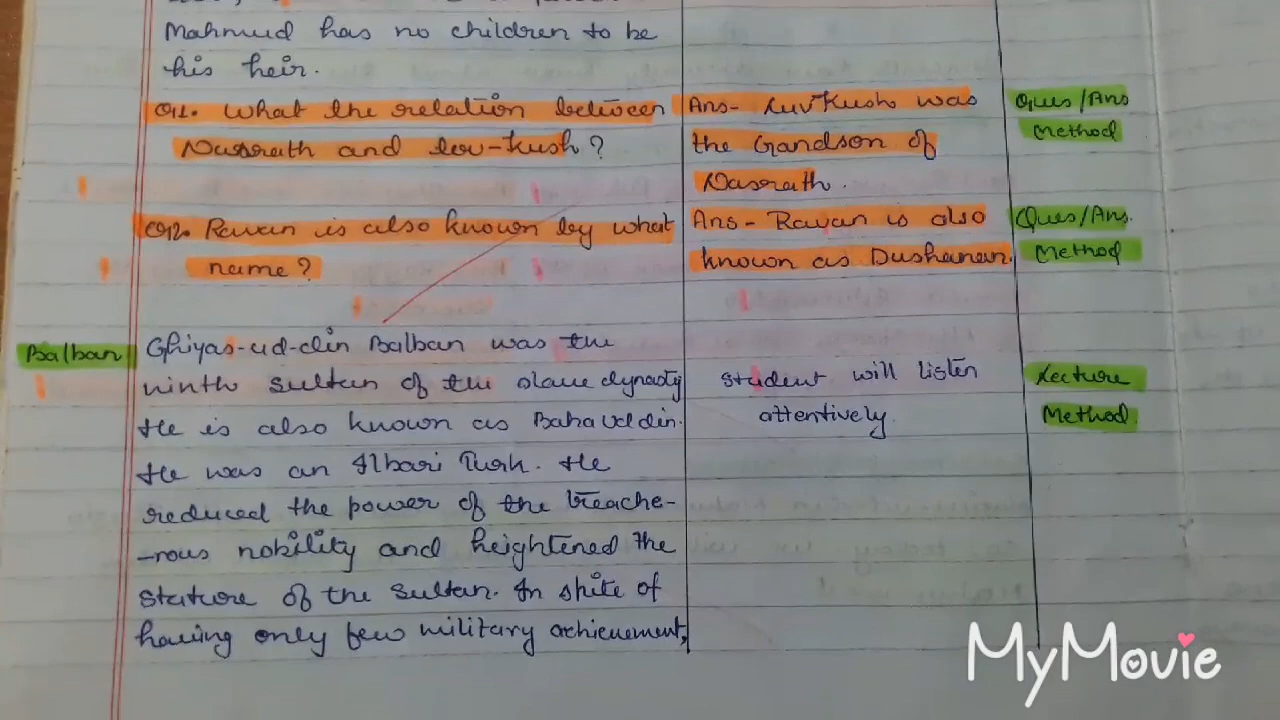 Mahmud has no children to be
his heir.
Q1. What the relation between
Dasrath and lov-kush?
Ans- Luv Kush was
the Grandson of
Dasrath.
Ques/Ans
Method
Q2. Ravan is also known by what
name?
Ans- Ravan is also
known as Dushanan.
Ques/Ans.
Method
Balban
Ghiyas-ud-din Balban was the
ninth sultan of the slave dynasty
He is also known as Bahauddin.
He was an Ilbari Turk. He
reduced the power of the treache-
-rous nobility and heightened the
stature of the sultan. In spite of
having only few military achievement,
student will listen
attentively.
Lecture
Method
MyMovie